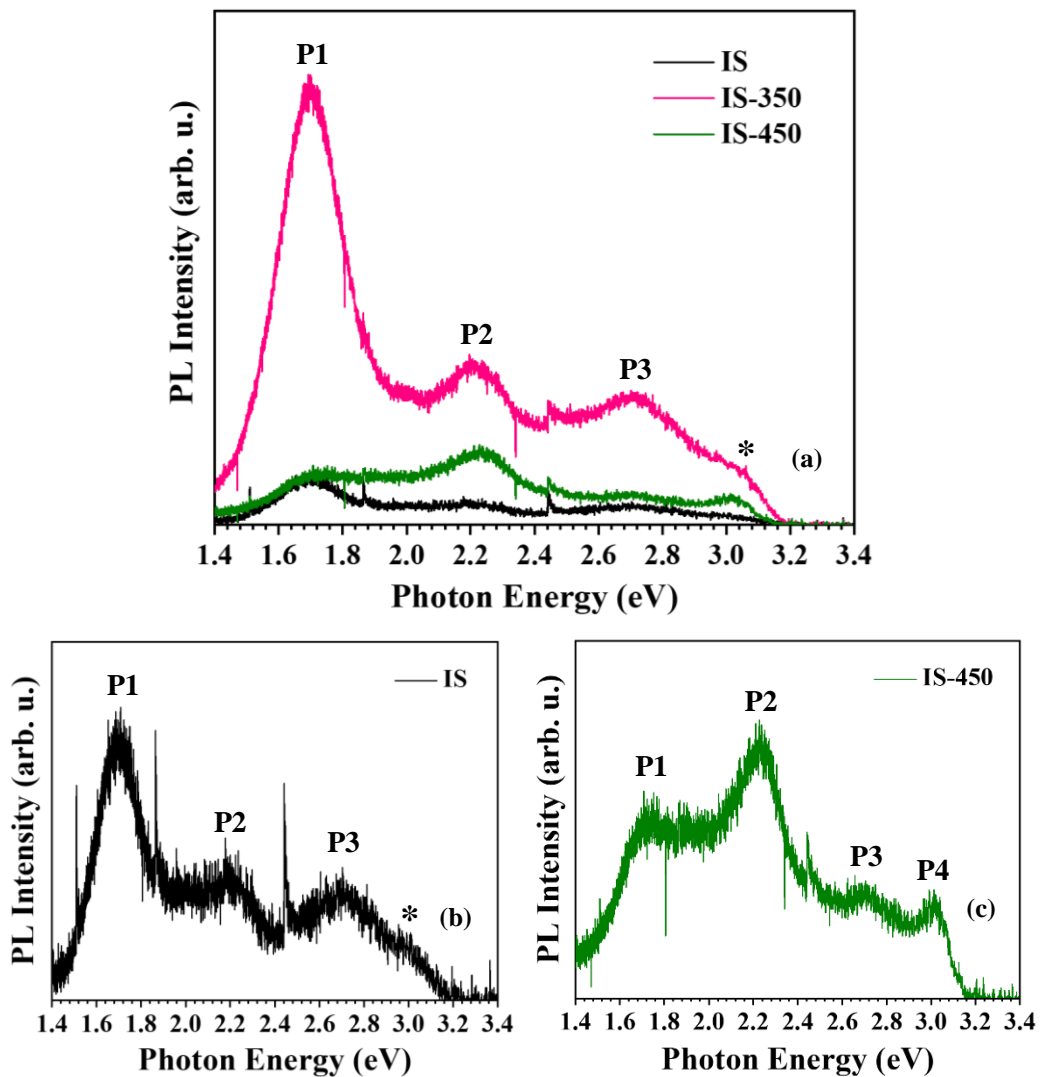 P1
IS
IS-350
IS-450
P2
P3
*
(a)
PL Intensity (arb. u.)
1.4 1.6 1.8 2.0 2.2 2.4 2.6 2.8 3.0 3.2 3.4
Photon Energy (eV)
P1
IS
P2
P3
*
(b)
PL Intensity (arb. u.)
1.4 1.6 1.8 2.0 2.2 2.4 2.6 2.8 3.0 3.2 3.4
Photon Energy (eV)
IS-450
P2
P1
P3
P4
(c)
PL Intensity (arb. u.)
1.4 1.6 1.8 2.0 2.2 2.4 2.6 2.8 3.0 3.2 3.4
Photon Energy (eV)